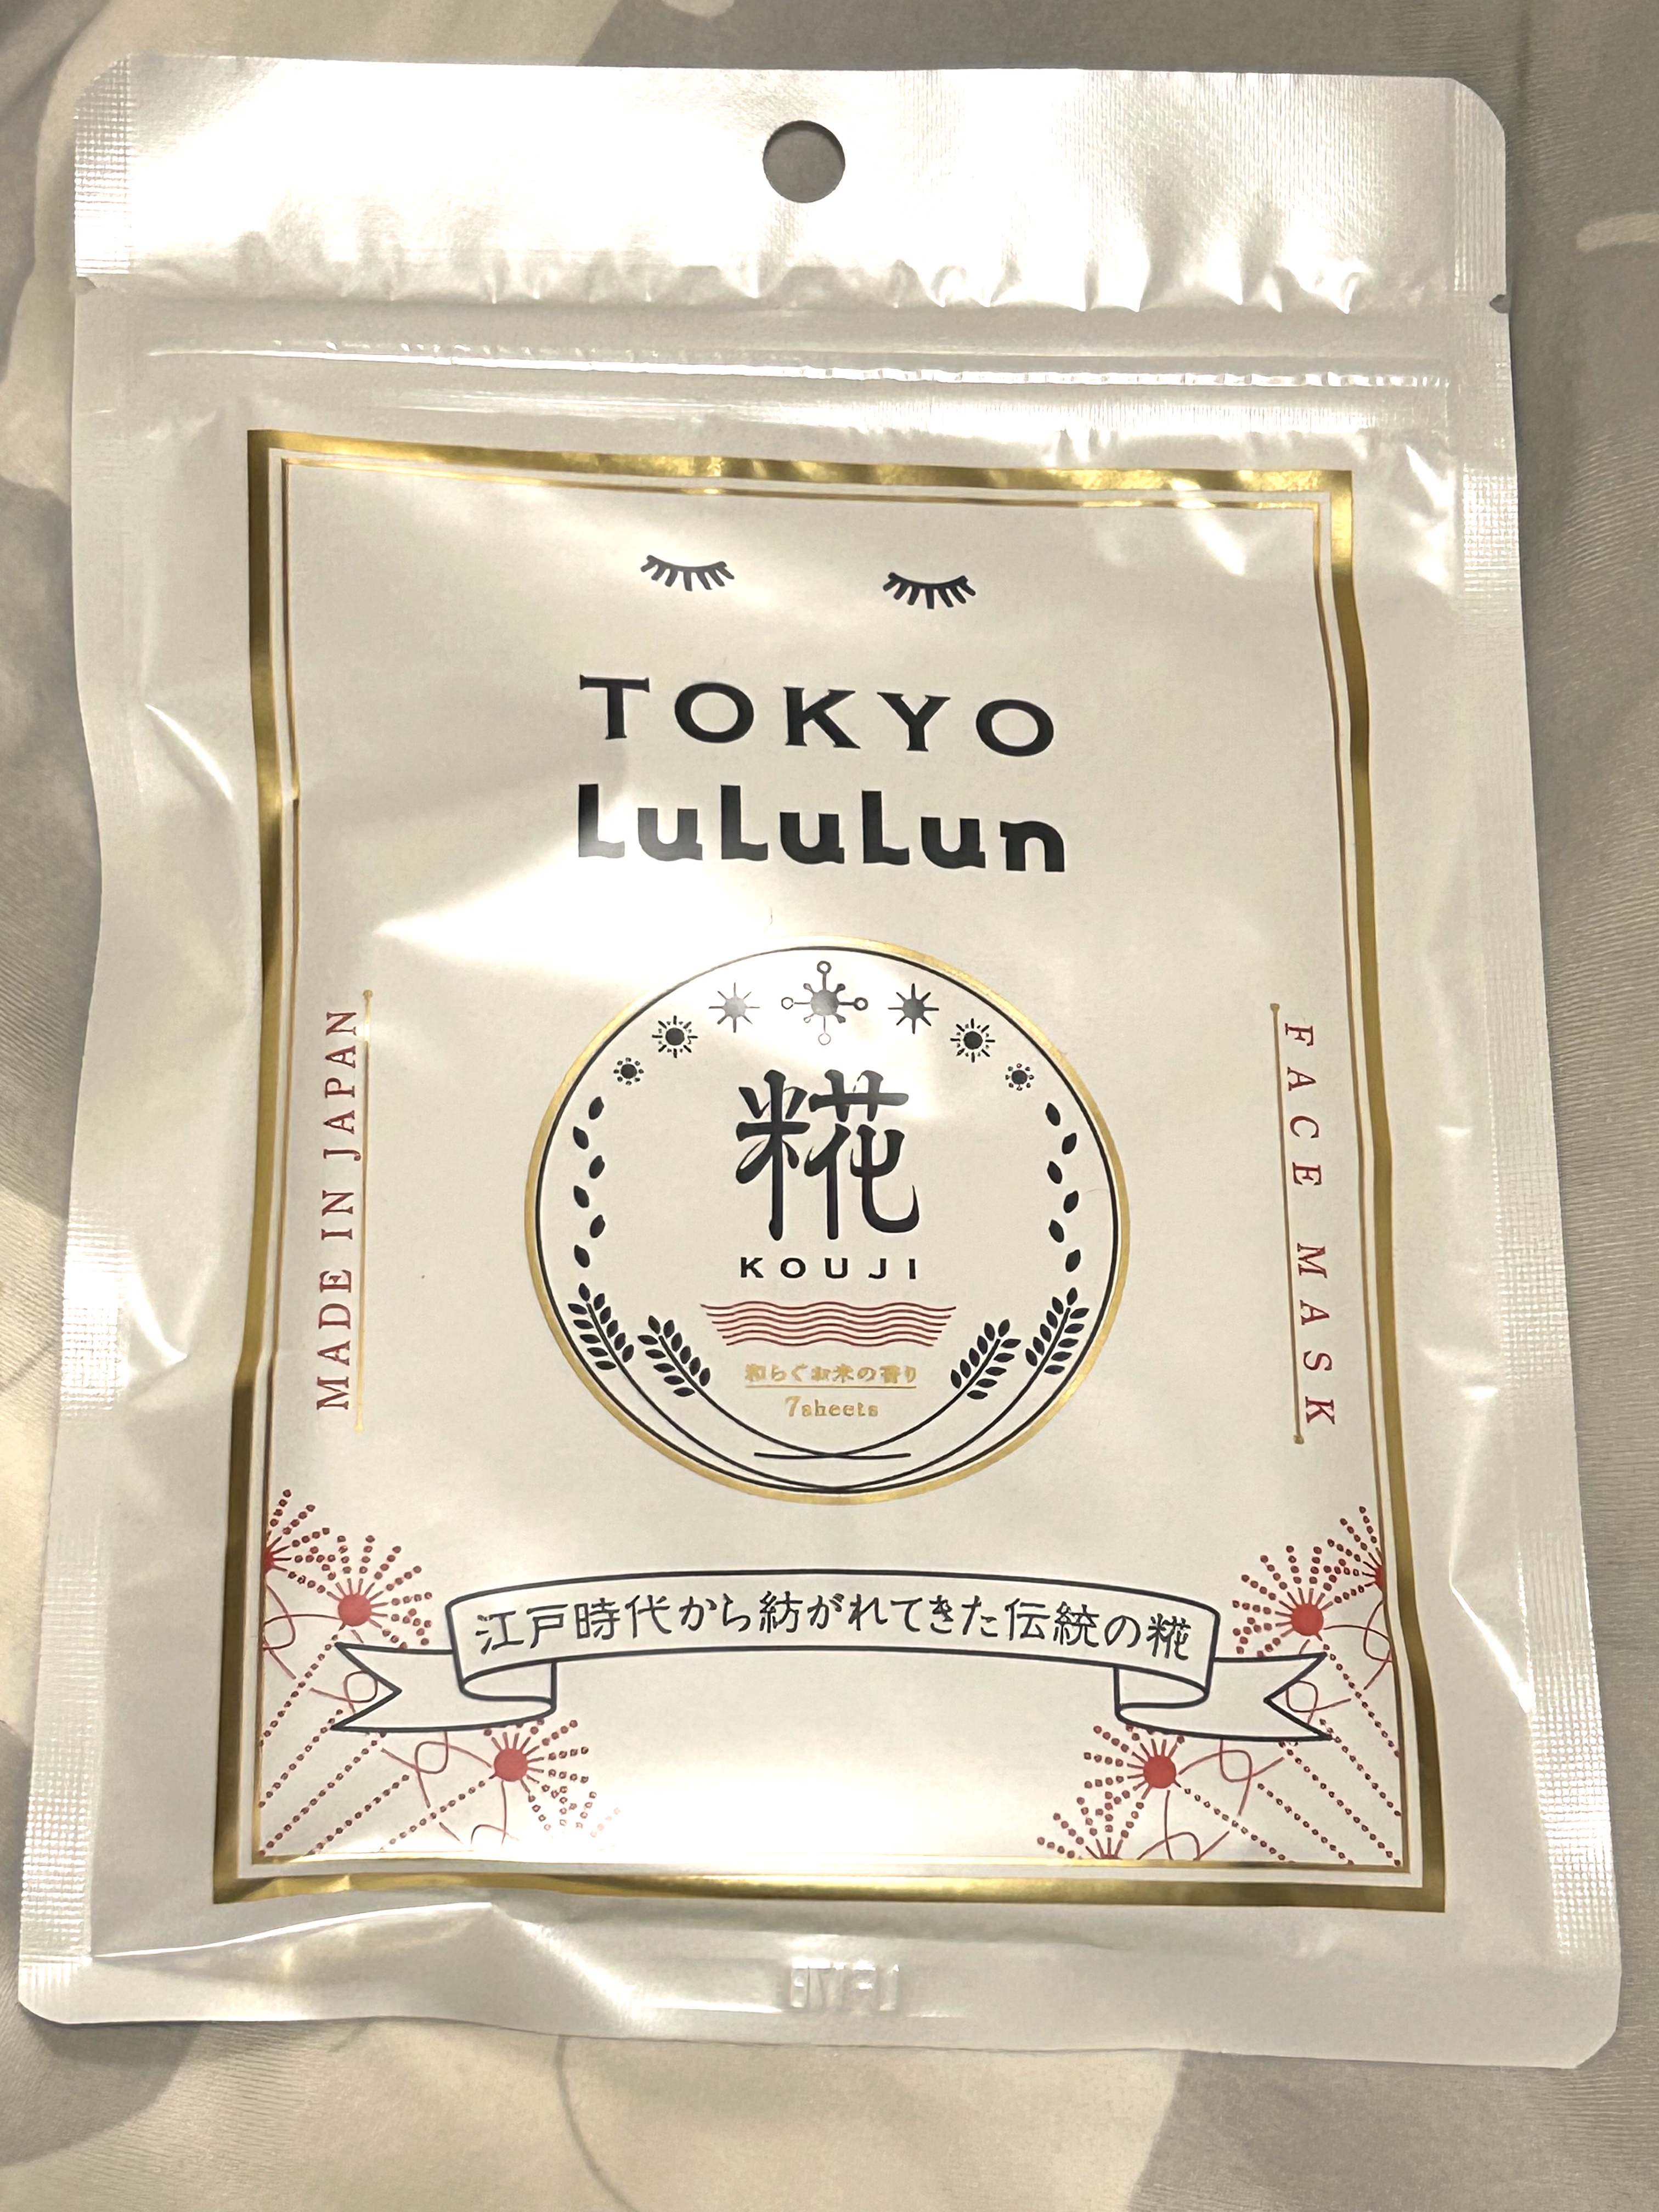 TOKYO
LuLuLun
MADE IN JAPAN
FACE MASK
糀
KOUJI
和らぐお米の香り
7sheets
江戸時代から紡がれてきた伝統の糀